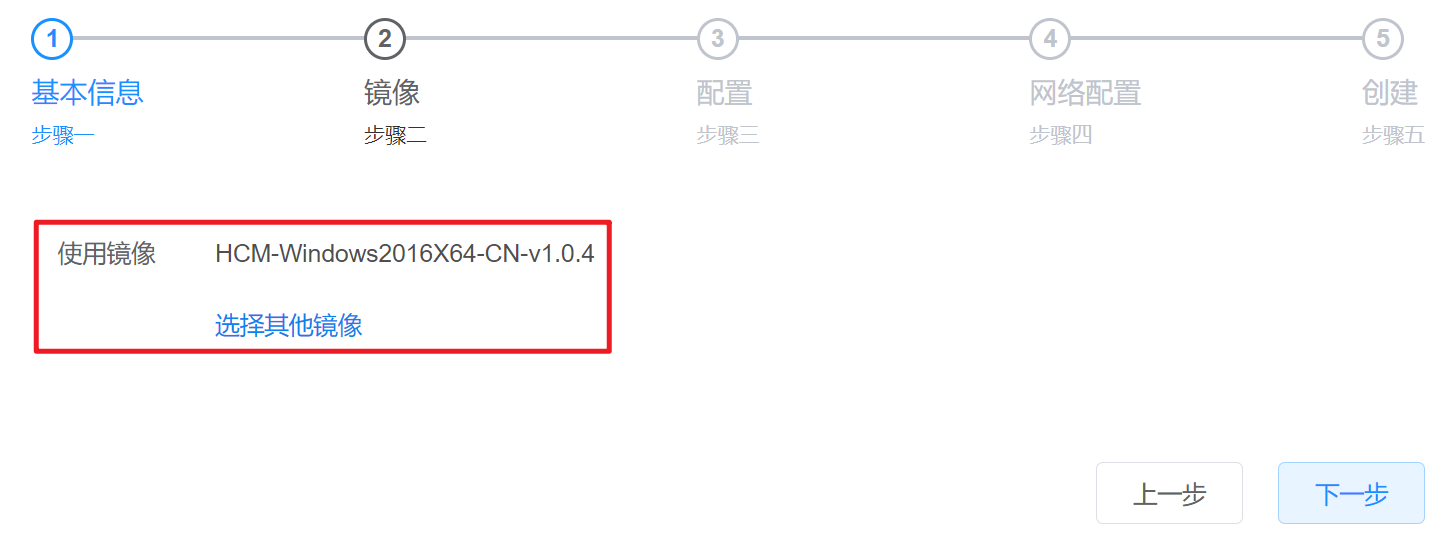 1 2 3 4 5
基本信息 镜像 配置 网络配置 创建
步骤一 步骤二 步骤三 步骤四 步骤五
使用镜像 HCM-Windows2016X64-CN-v1.0.4
选择其他镜像
上一步 下一步